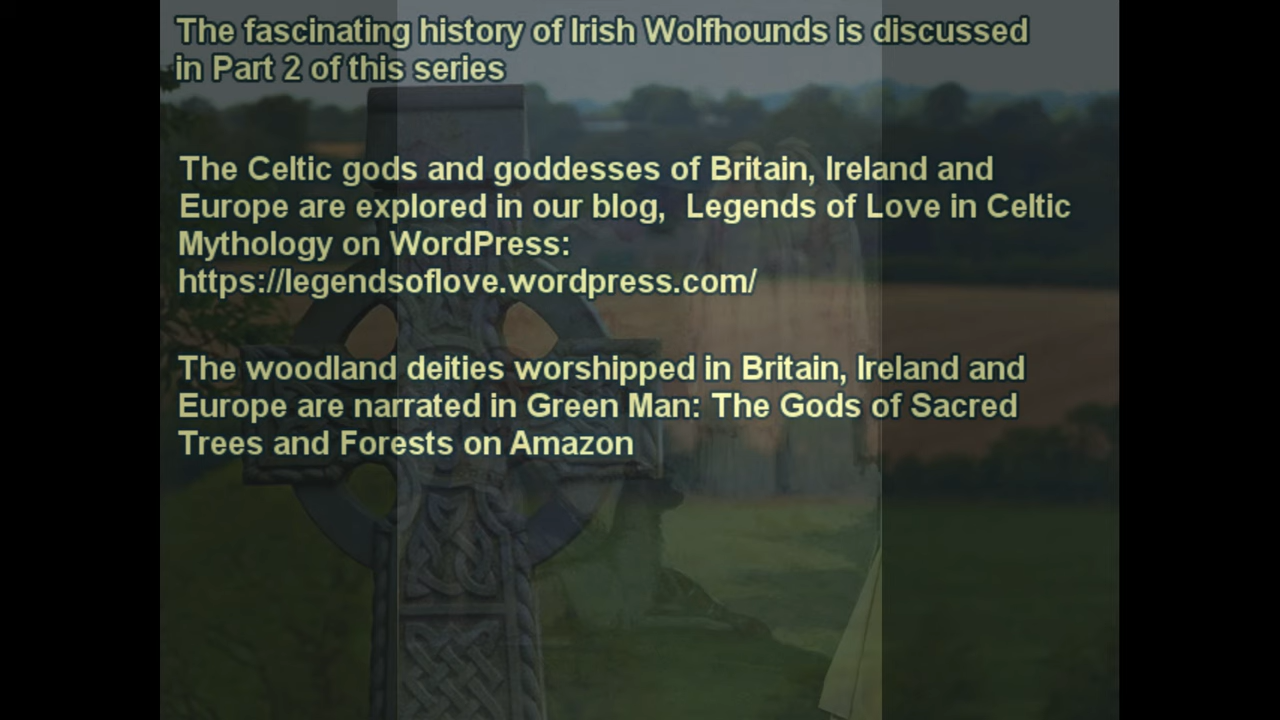 The fascinating history of Irish Wolfhounds is discussed
in Part 2 of this series
The Celtic gods and goddesses of Britain, Ireland and
Europe are explored in our blog,  Legends of Love in Celtic
Mythology on WordPress:
https://legendsoflove.wordpress.com/
The woodland deities worshipped in Britain, Ireland and
Europe are narrated in Green Man: The Gods of Sacred
Trees and Forests on Amazon